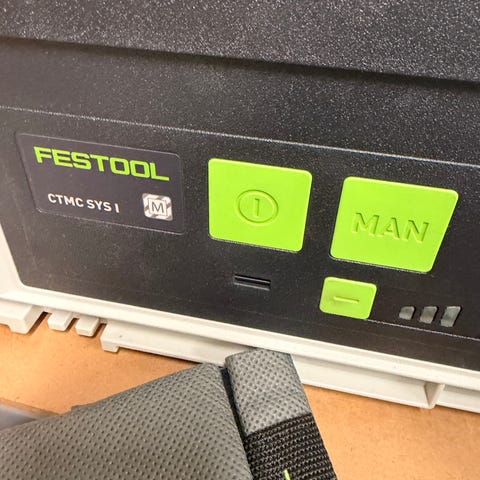 FESTOOL
CTMC SYS I M
MAN